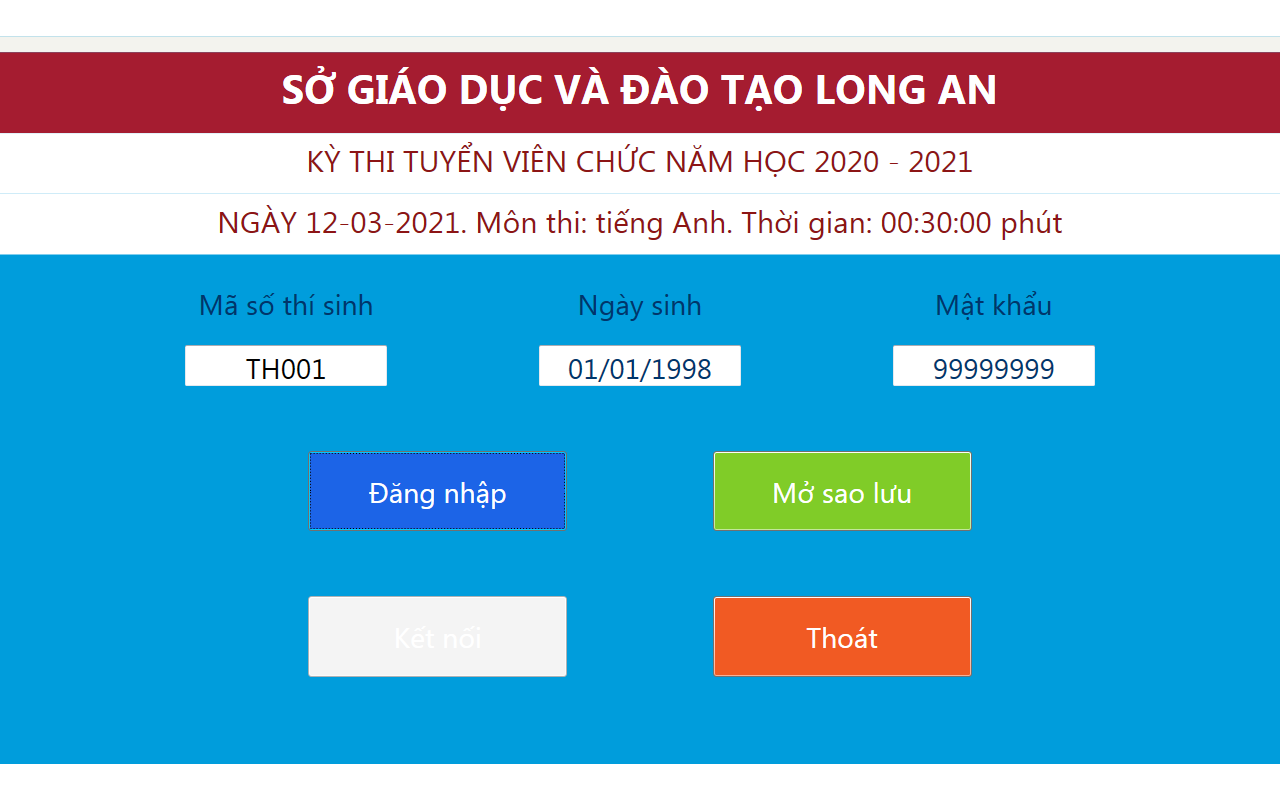 SỞ GIÁO DỤC VÀ ĐÀO TẠO LONG AN
KỲ THI TUYỂN VIÊN CHỨC NĂM HỌC 2020 - 2021
NGÀY 12-03-2021. Môn thi: tiếng Anh. Thời gian: 00:30:00 phút
Mã số thí sinh Ngày sinh Mật khẩu
TH001 01/01/1998 99999999
Đăng nhập Mở sao lưu
Kết nối Thoát